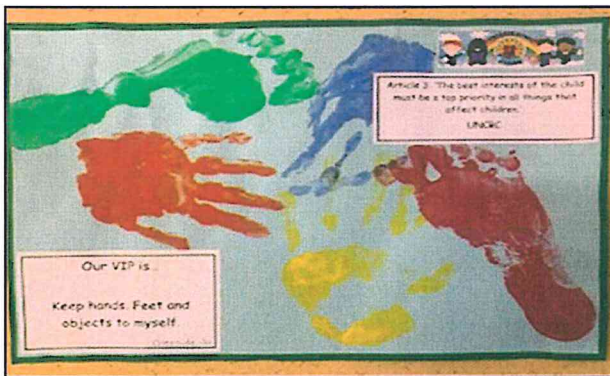 Article 3: 'The best interests of the child
must be a top priority in all things that
affect children.'
UNCRC
Our VIP is...
Keep hands. Feet and
objects to myself.